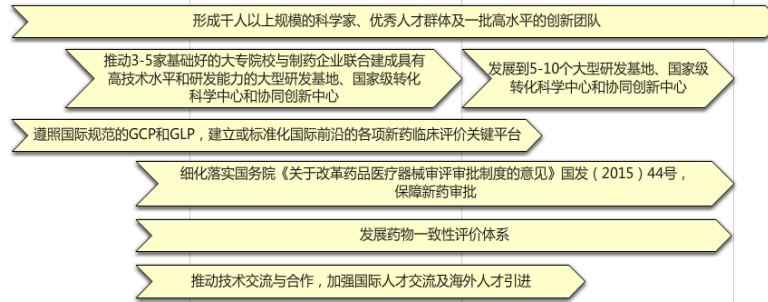 形成千人以上规模的科学家、优秀人才群体及一批高水平的创新团队
推动3-5家基础好的大专院校与制药企业联合建成具有
高技术水平和研发能力的大型研发基地、国家级转化
科学中心和协同创新中心
发展到5-10个大型研发基地、国家级
转化科学中心和协同创新中心
遵照国际规范的GCP和GLP，建立或标准化国际前沿的各项新药临床评价关键平台
细化落实国务院《关于改革药品医疗器械审评审批制度的意见》国发（2015）44号，
保障新药审批
发展药物一致性评价体系
推动技术交流与合作，加强国际人才交流及海外人才引进